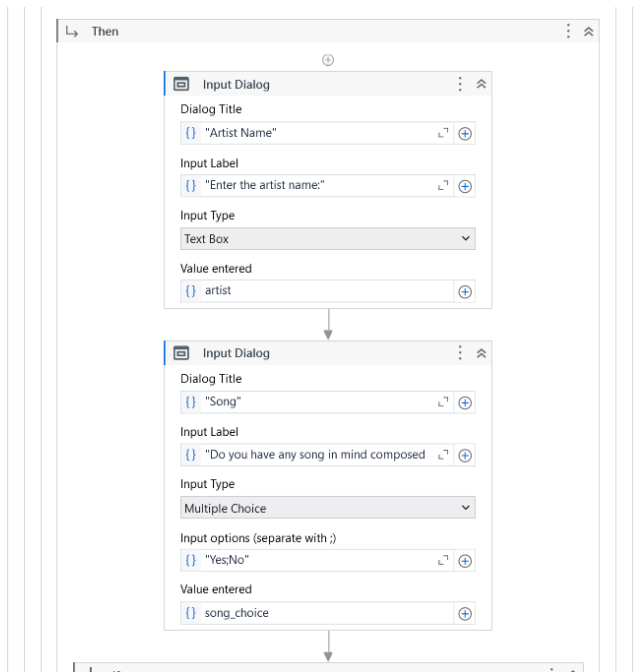 Then
Input Dialog
Dialog Title
{} "Artist Name"
Input Label
{} "Enter the artist name:"
Input Type
Text Box
Value entered
{} artist
Input Dialog
Dialog Title
{} "Song"
Input Label
{} "Do you have any song in mind composed
Input Type
Multiple Choice
Input options (separate with ;)
{} "Yes;No"
Value entered
{} song_choice